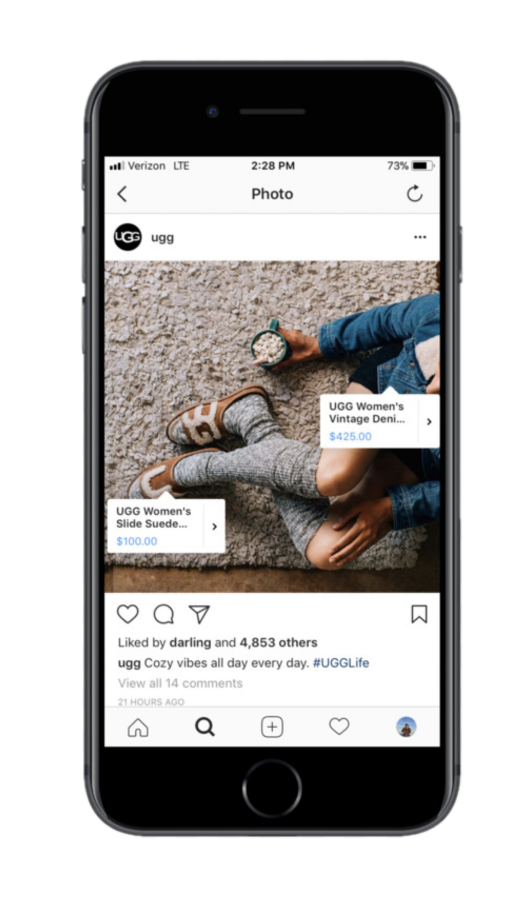 Verizon LTE 2:28 PM 73%
Photo
UGG ugg
UGG Women's
Vintage Deni...
$425.00
UGG Women's
Slide Suede...
$100.00
Liked by darling and 4,853 others
ugg Cozy vibes all day every day. #UGGLife
View all 14 comments
21 HOURS AGO